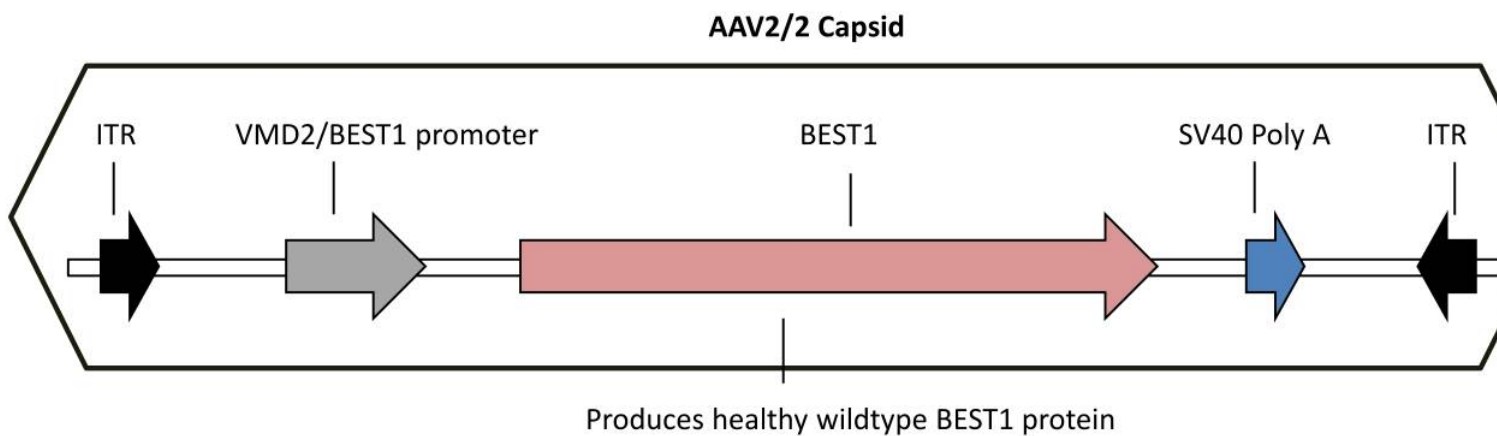 AAV2/2 Capsid
ITR
VMD2/BEST1 promoter
BEST1
SV40 Poly A
ITR
Produces healthy wildtype BEST1 protein